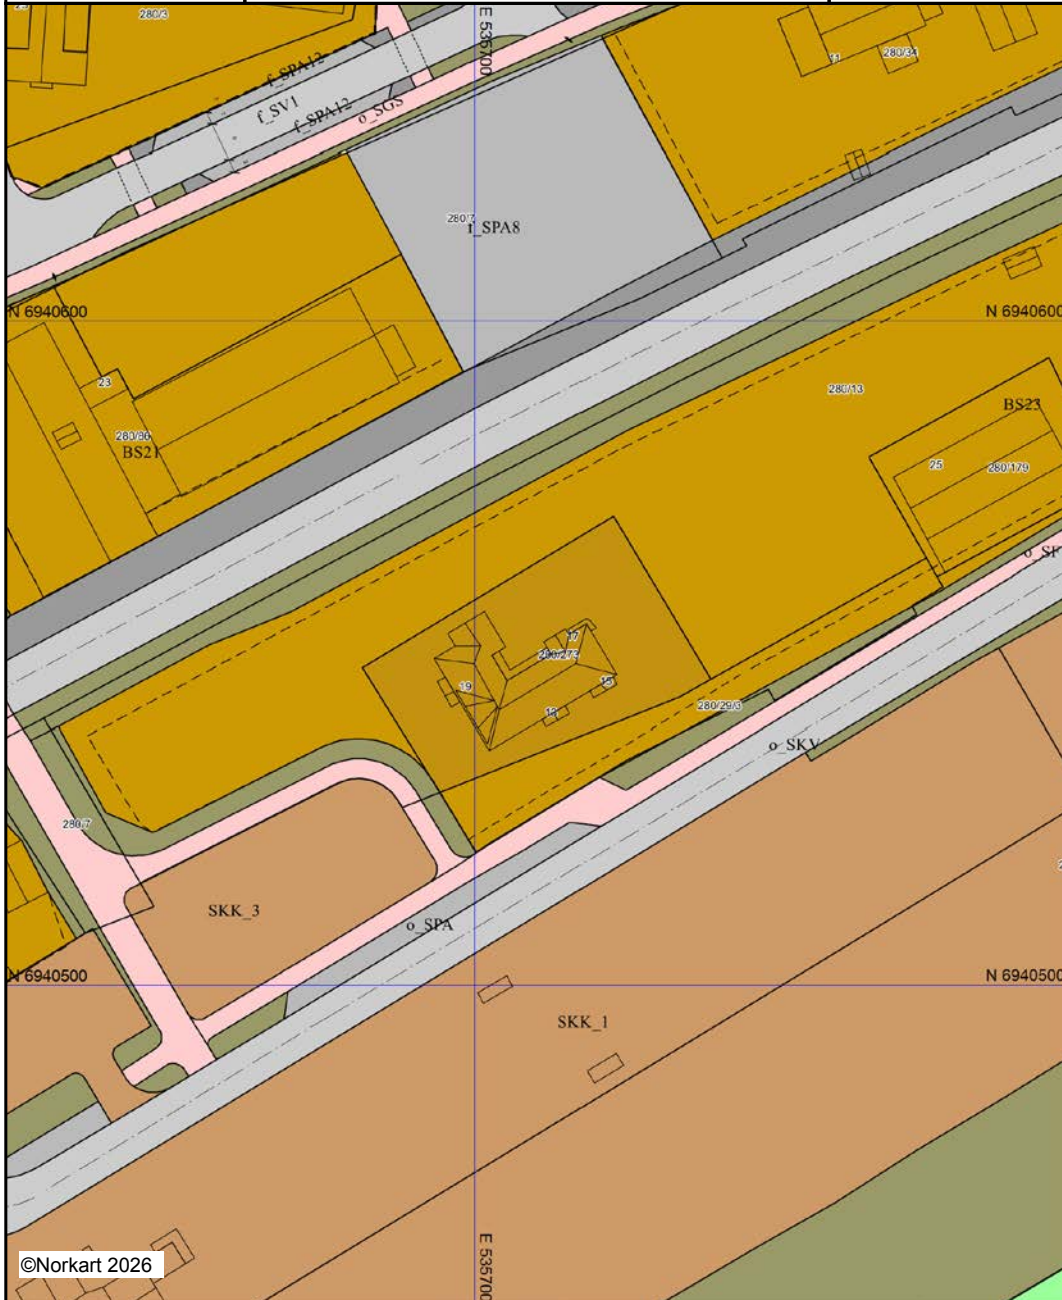 280/3
E 535700
11
280/34
f_SPA12
f_SV1
f_SPA12
o_SGS
280/7
f_SPA8
N 6940600
N 6940600
23
280/13
BS23
280/86
BS21
25
280/179
o_SF
17
280/273
19
15
13
280/29/3
o_SKV
280/7
SKK_3
o_SPA
N 6940500
N 6940500
SKK_1
E 535700
©Norkart 2026